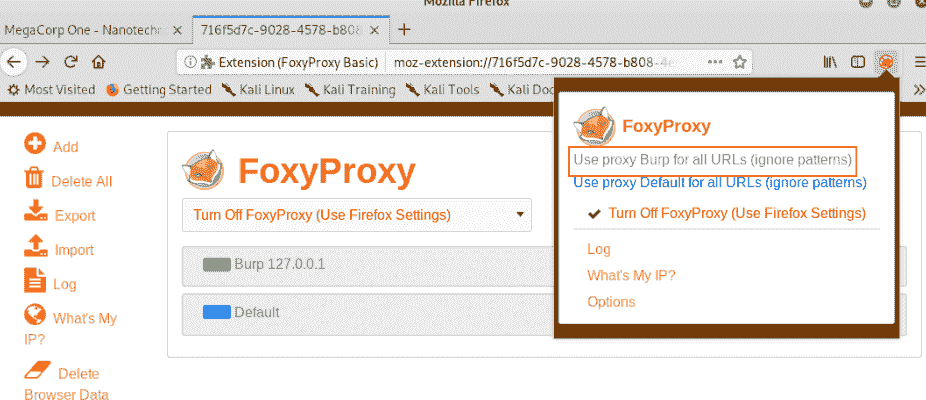 Mozilla Firefox
MegaCorp One - Nanotechn
716f5d7c-9028-4578-b808
Extension (FoxyProxy Basic)
moz-extension://716f5d7c-9028-4578-b808-4e
Most Visited
Getting Started
Kali Linux
Kali Training
Kali Tools
Kali Doc
Add
Delete All
Export
Import
Log
What's My
IP?
Delete
Browser Data
FoxyProxy
Turn Off FoxyProxy (Use Firefox Settings)
Burp 127.0.0.1
Default
FoxyProxy
Use proxy Burp for all URLs (ignore patterns)
Use proxy Default for all URLs (ignore patterns)
Turn Off FoxyProxy (Use Firefox Settings)
Log
What's My IP?
Options